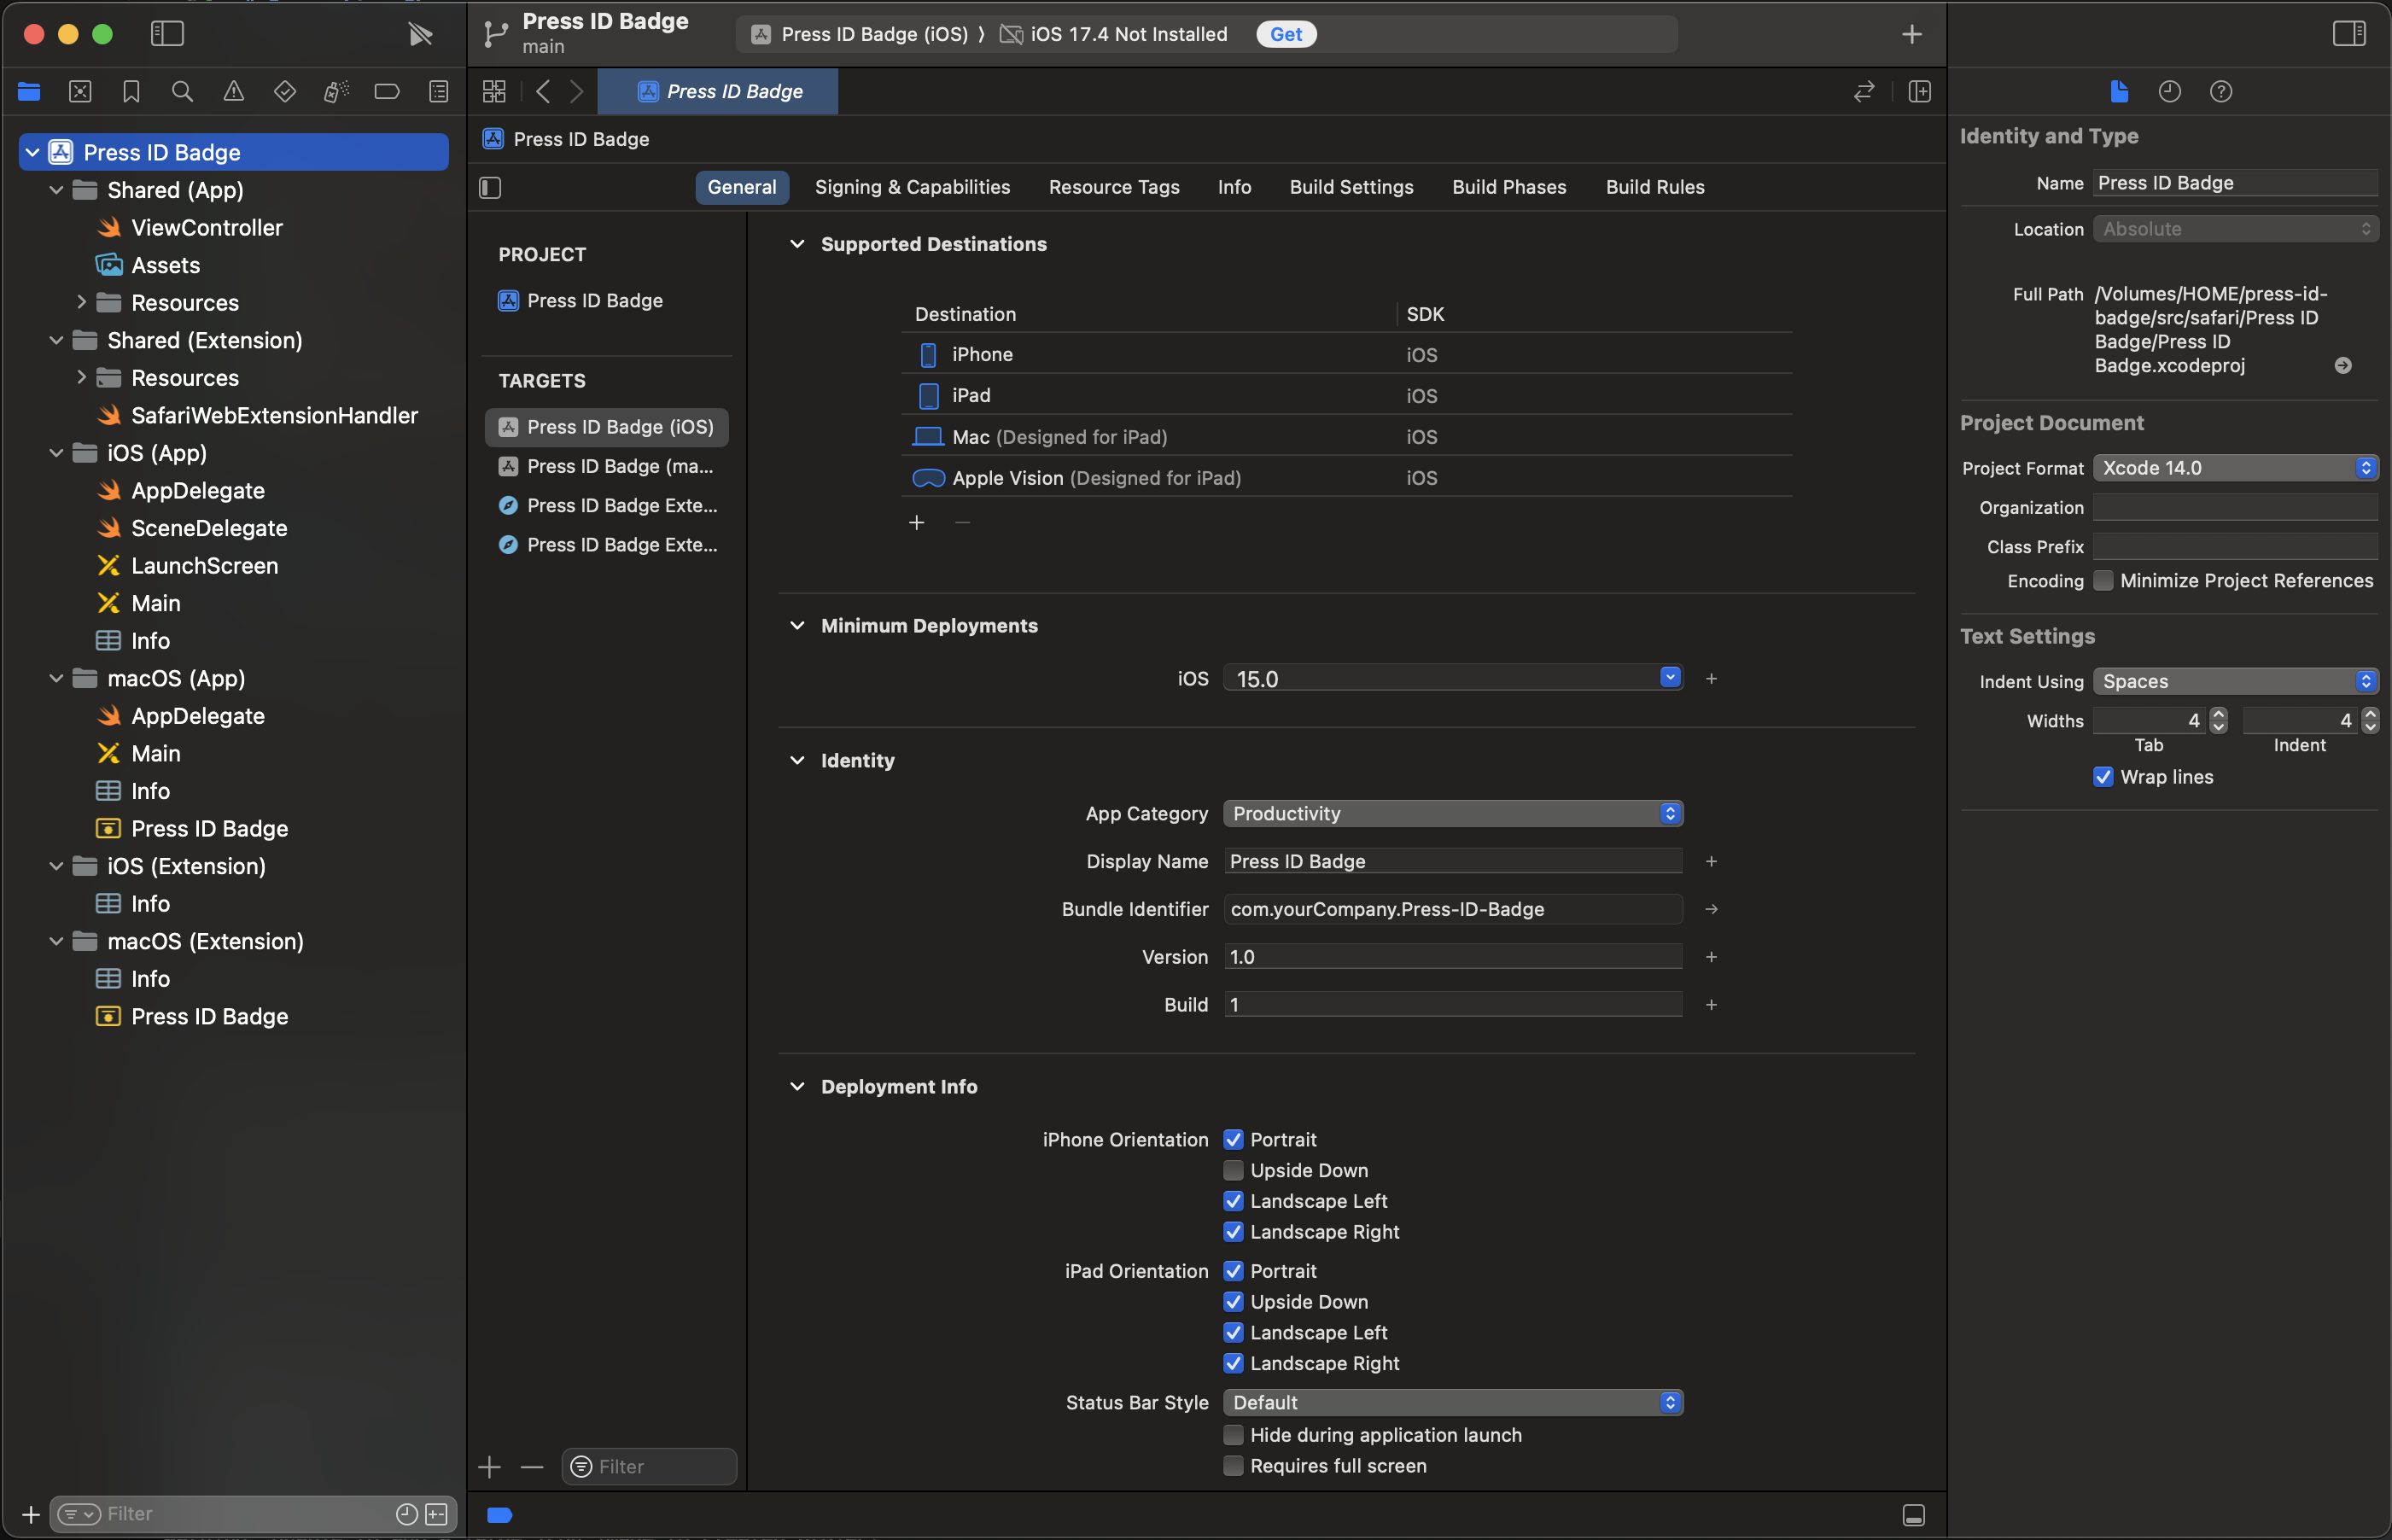 Press ID Badge
main
Press ID Badge (iOS) ⟩ iOS 17.4 Not Installed Get
Press ID Badge
Press ID Badge
General Signing & Capabilities Resource Tags Info Build Settings Build Phases Build Rules
Press ID Badge
Shared (App)
ViewController
Assets
Resources
Shared (Extension)
Resources
SafariWebExtensionHandler
iOS (App)
AppDelegate
SceneDelegate
LaunchScreen
Main
Info
macOS (App)
AppDelegate
Main
Info
Press ID Badge
iOS (Extension)
Info
macOS (Extension)
Info
Press ID Badge
Filter
PROJECT
Press ID Badge
TARGETS
Press ID Badge (iOS)
Press ID Badge (ma...
Press ID Badge Exte...
Press ID Badge Exte...
Filter
Supported Destinations
Destination SDK
iPhone iOS
iPad iOS
Mac (Designed for iPad) iOS
Apple Vision (Designed for iPad) iOS
Minimum Deployments
iOS 15.0
Identity
App Category Productivity
Display Name Press ID Badge
Bundle Identifier com.yourCompany.Press-ID-Badge
Version 1.0
Build 1
Deployment Info
iPhone Orientation Portrait
Upside Down
Landscape Left
Landscape Right
iPad Orientation Portrait
Upside Down
Landscape Left
Landscape Right
Status Bar Style Default
Hide during application launch
Requires full screen
Identity and Type
Name Press ID Badge
Location Absolute
Full Path /Volumes/HOME/press-id-
badge/src/safari/Press ID
Badge/Press ID
Badge.xcodeproj
Project Document
Project Format Xcode 14.0
Organization
Class Prefix
Encoding Minimize Project References
Text Settings
Indent Using Spaces
Widths 4 4
Tab Indent
Wrap lines